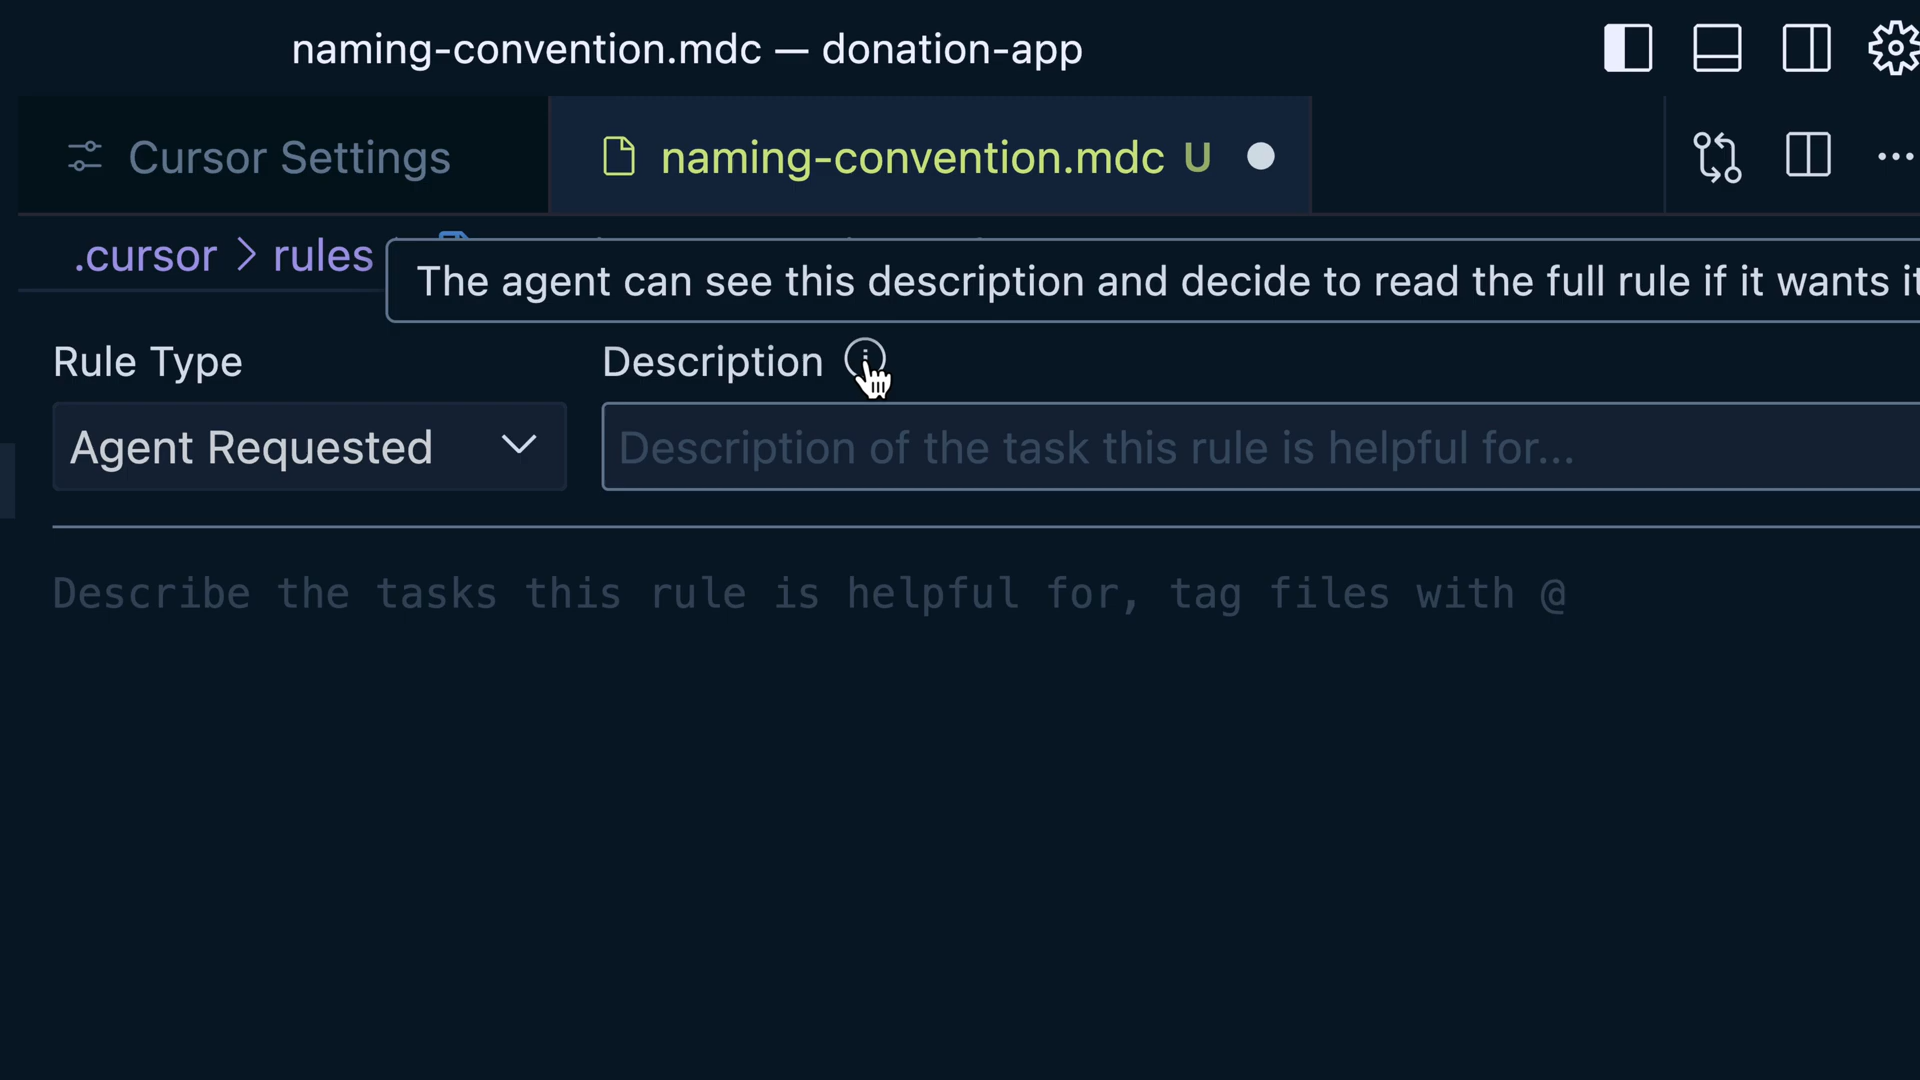 naming-convention.mdc — donation-app
Cursor Settings
naming-convention.mdc U
.cursor > rules
The agent can see this description and decide to read the full rule if it wants
Rule Type
Description
Agent Requested
Description of the task this rule is helpful for...
Describe the tasks this rule is helpful for, tag files with @